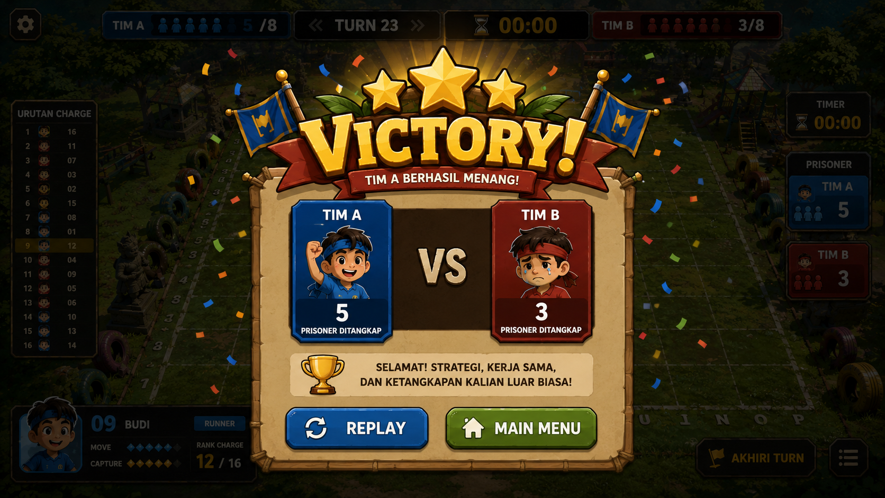 TIM A 5/8
TURN 23
00:00
TIM B 3/8
URUTAN CHARGE
1 16
2 11
3 07
4 03
5 02
6 15
7 08
8 01
9 12
10 04
11 09
12 05
13 06
14 10
15 13
16 14
VICTORY!
TIM A BERHASIL MENANG!
TIM A
5
PRISONER DITANGKAP
VS
TIM B
3
PRISONER DITANGKAP
SELAMAT! STRATEGI, KERJA SAMA,
DAN KETANGKAPAN KALIAN LUAR BIASA!
REPLAY
MAIN MENU
TIMER
00:00
PRISONER
TIM A
5
TIM B
3
09 BUDI
RUNNER
MOVE
CAPTURE
RANK CHARGE
12 / 16
AKHIRI TURN